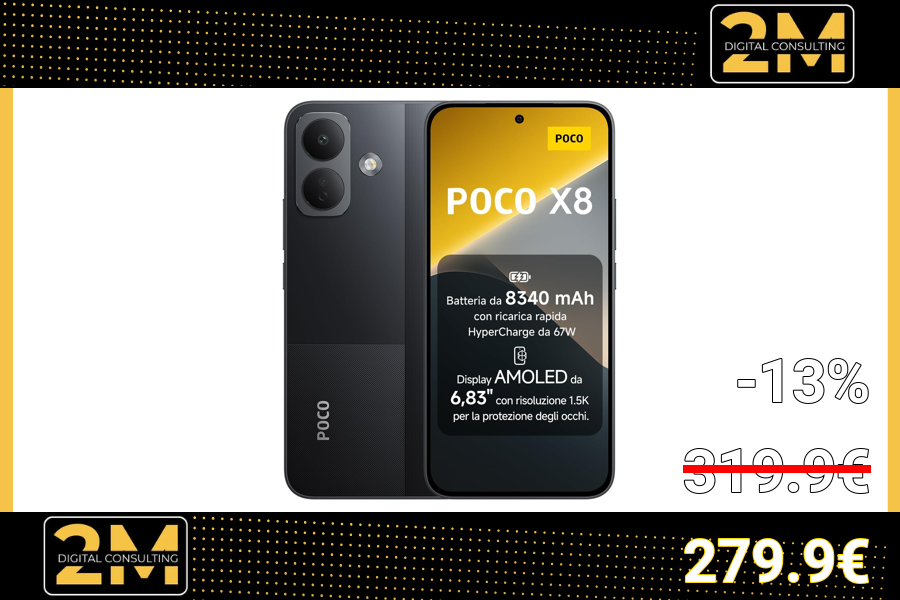 2M
DIGITAL CONSULTING
POCO
POCO X8
Batteria da 8340 mAh
con ricarica rapida
HyperCharge da 67W
Display AMOLED da
6,83" con risoluzione 1.5K
per la protezione degli occhi.
POCO
-13%
319.9€
2M
DIGITAL CONSULTING
279.9€